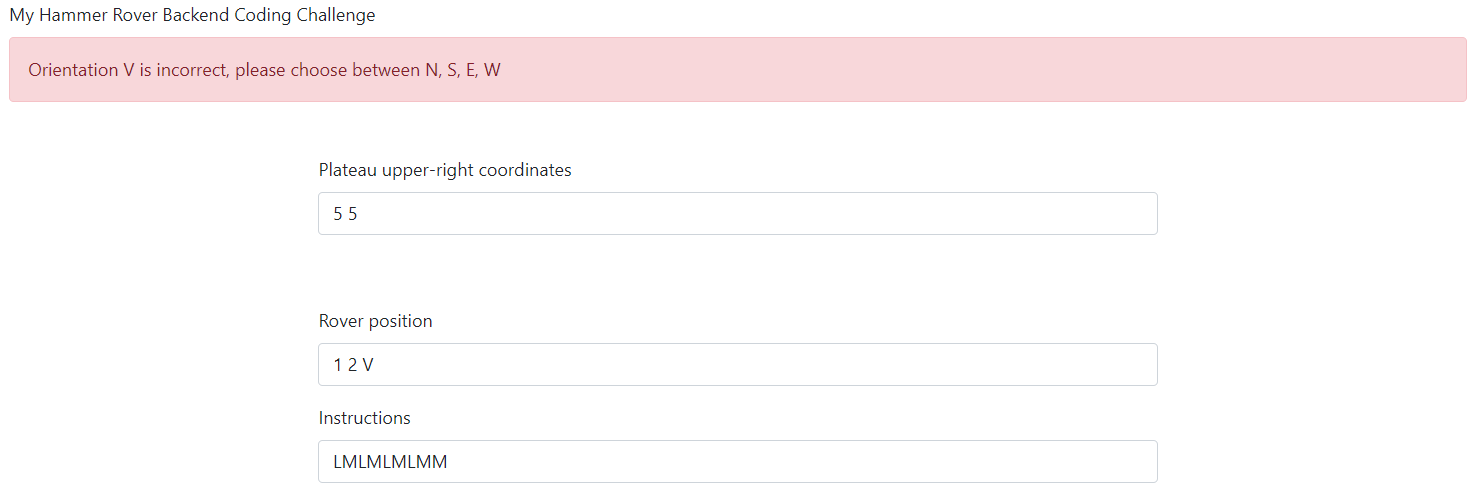 My Hammer Rover Backend Coding Challenge
Orientation V is incorrect, please choose between N, S, E, W
Plateau upper-right coordinates
5 5
Rover position
1 2 V
Instructions
LMLMLMLMM